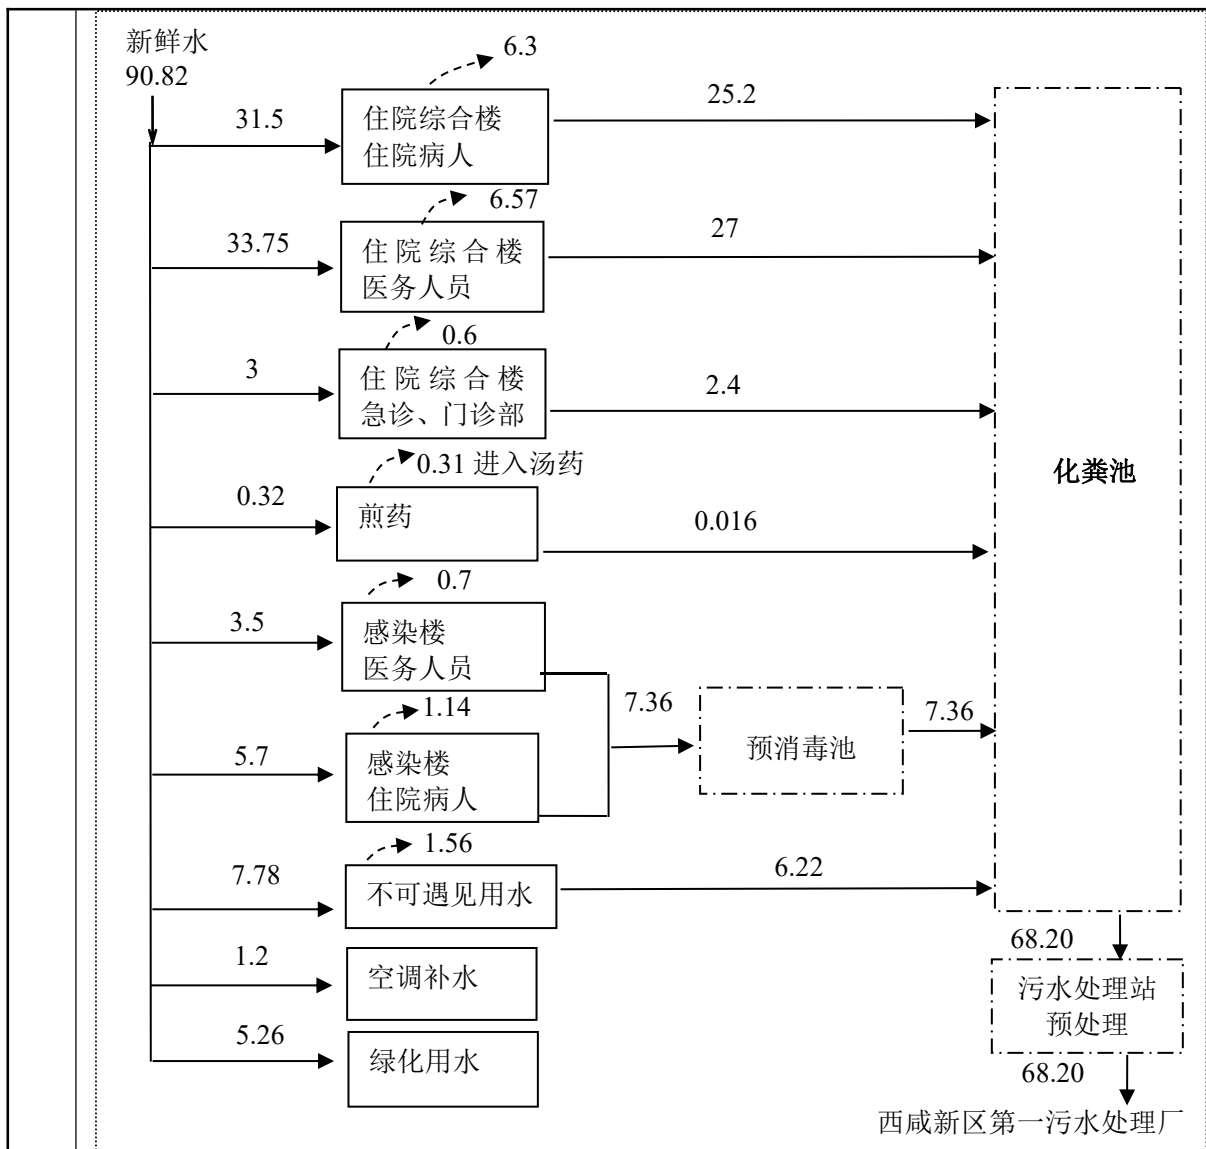 新鲜水
90.82
6.3
31.5
住院综合楼
住院病人
25.2
6.57
33.75
住院综合楼
医务人员
27
0.6
3
住院综合楼
急诊、门诊部
2.4
0.31 进入汤药
0.32
煎药
0.016
化粪池
0.7
3.5
感染楼
医务人员
1.14
5.7
感染楼
住院病人
7.36
预消毒池
7.36
1.56
7.78
不可遇见用水
6.22
1.2
空调补水
5.26
绿化用水
68.20
污水处理站
预处理
68.20
西咸新区第一污水处理厂